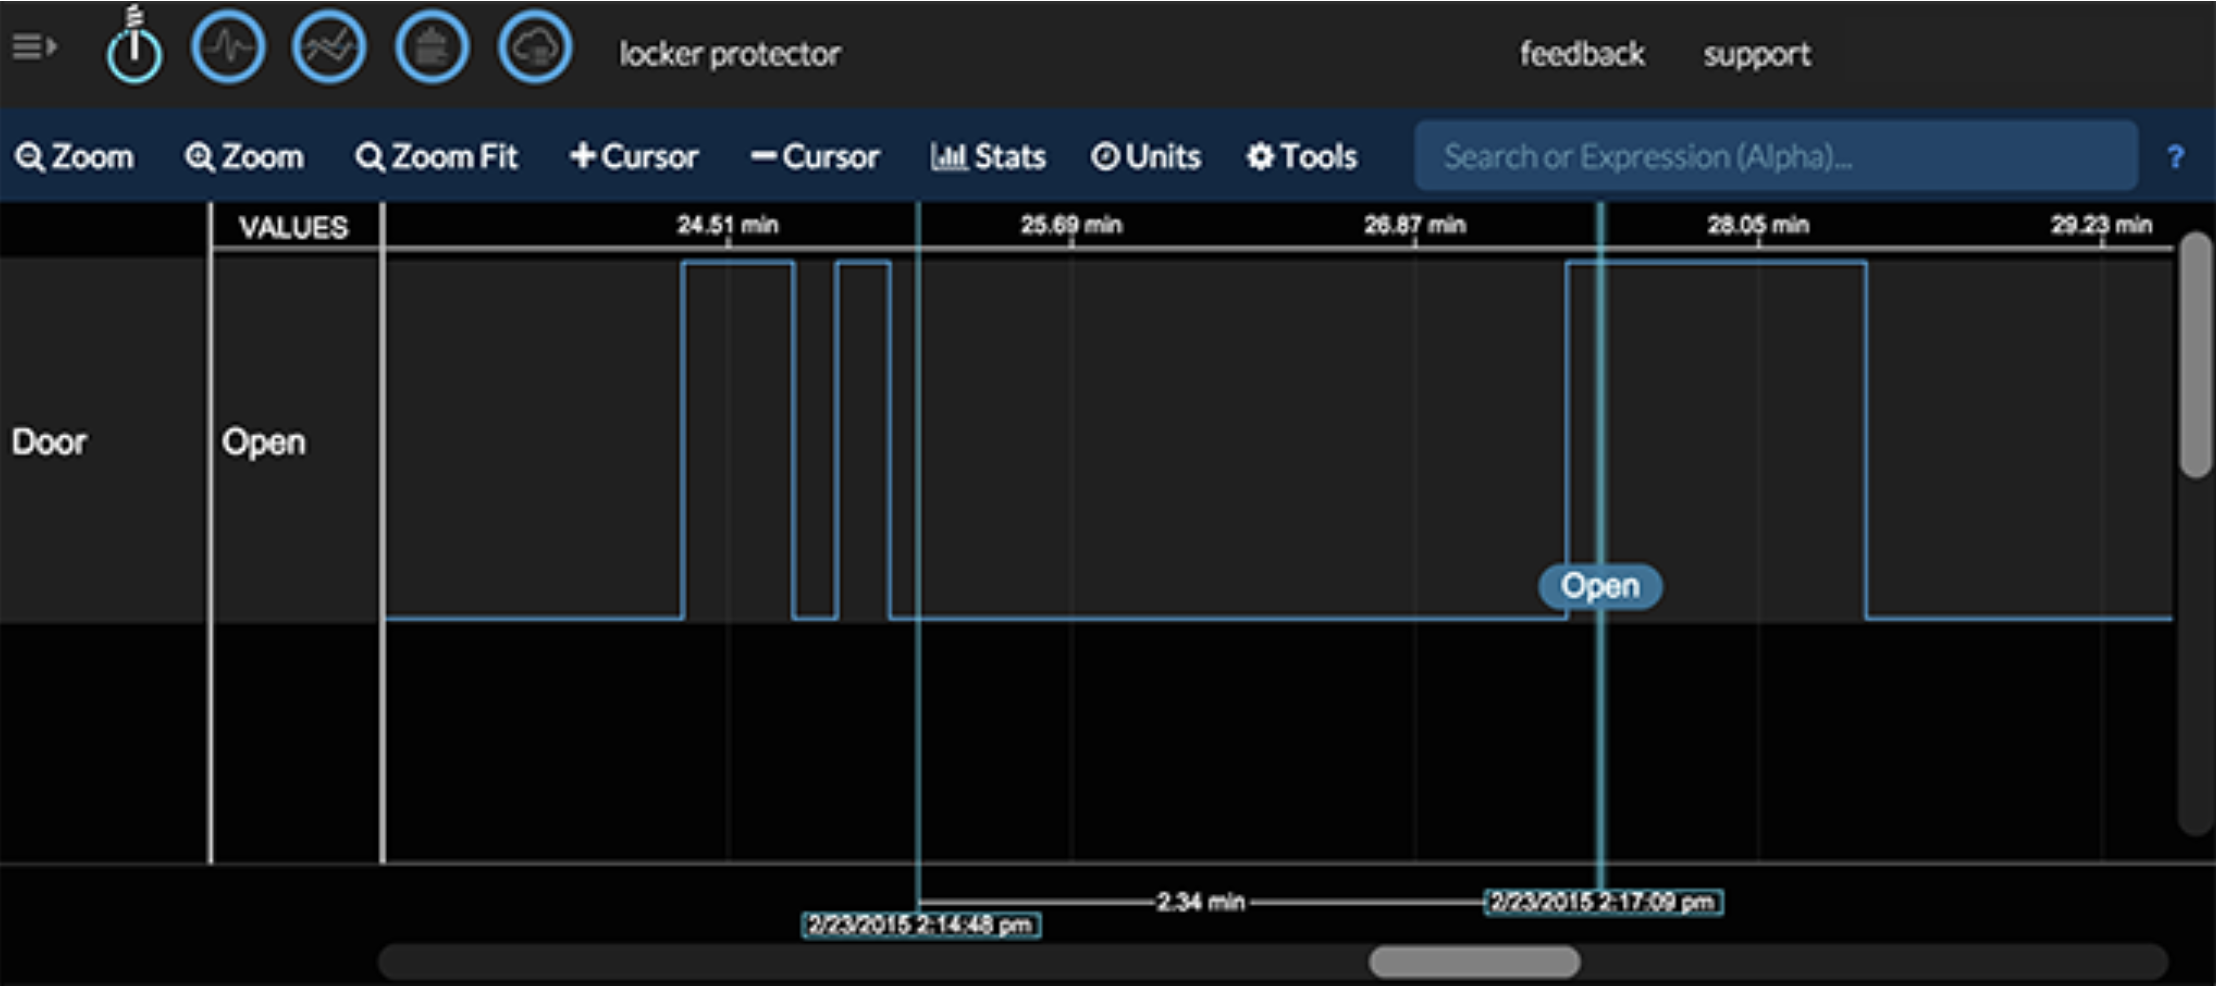 locker protector feedback support
Zoom Zoom Zoom Fit +Cursor −Cursor Stats Units Tools Search or Expression (Alpha)... ?
VALUES 24.51 min 25.69 min 26.87 min 28.05 min 29.23 min
Door Open
Open
2.34 min 2/23/2015 2:17:09 pm
2/23/2015 2:14:48 pm